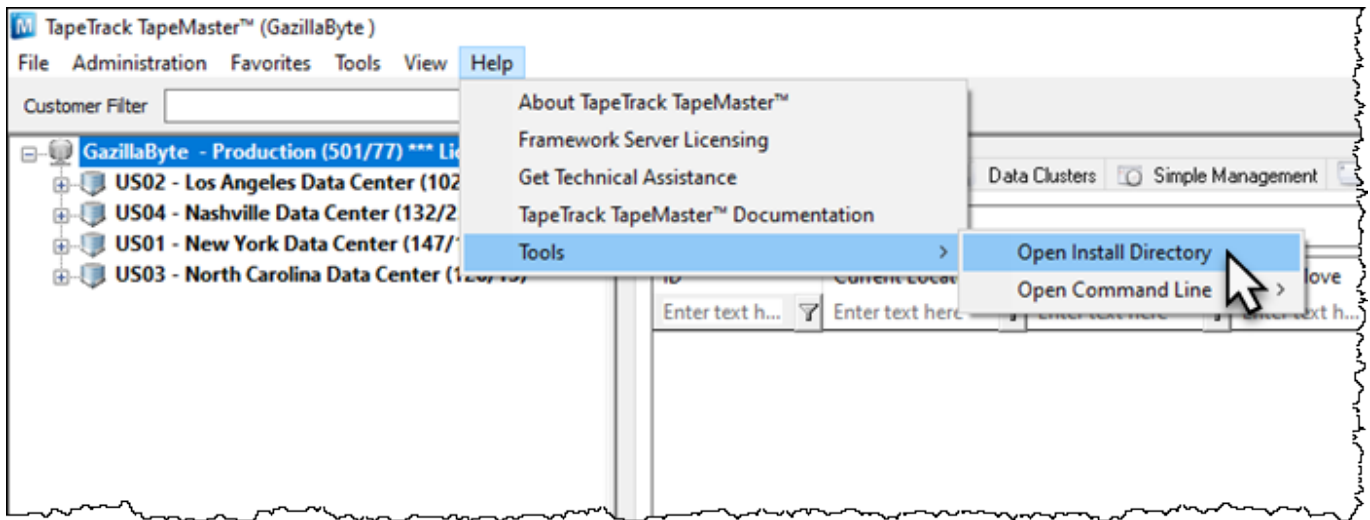 TapeTrack TapeMaster™ (GazillaByte )
File Administration Favorites Tools View Help
Customer Filter
About TapeTrack TapeMaster™
Framework Server Licensing
Get Technical Assistance
TapeTrack TapeMaster™ Documentation
Tools
Open Install Directory
Open Command Line
GazillaByte - Production (501/77) ***
US02 - Los Angeles Data Center (102
US04 - Nashville Data Center (132/2
US01 - New York Data Center (147/
US03 - North Carolina Data Center
Data Clusters Simple Management
ID Current
Enter text h... Enter text here Enter text here Enter text h...